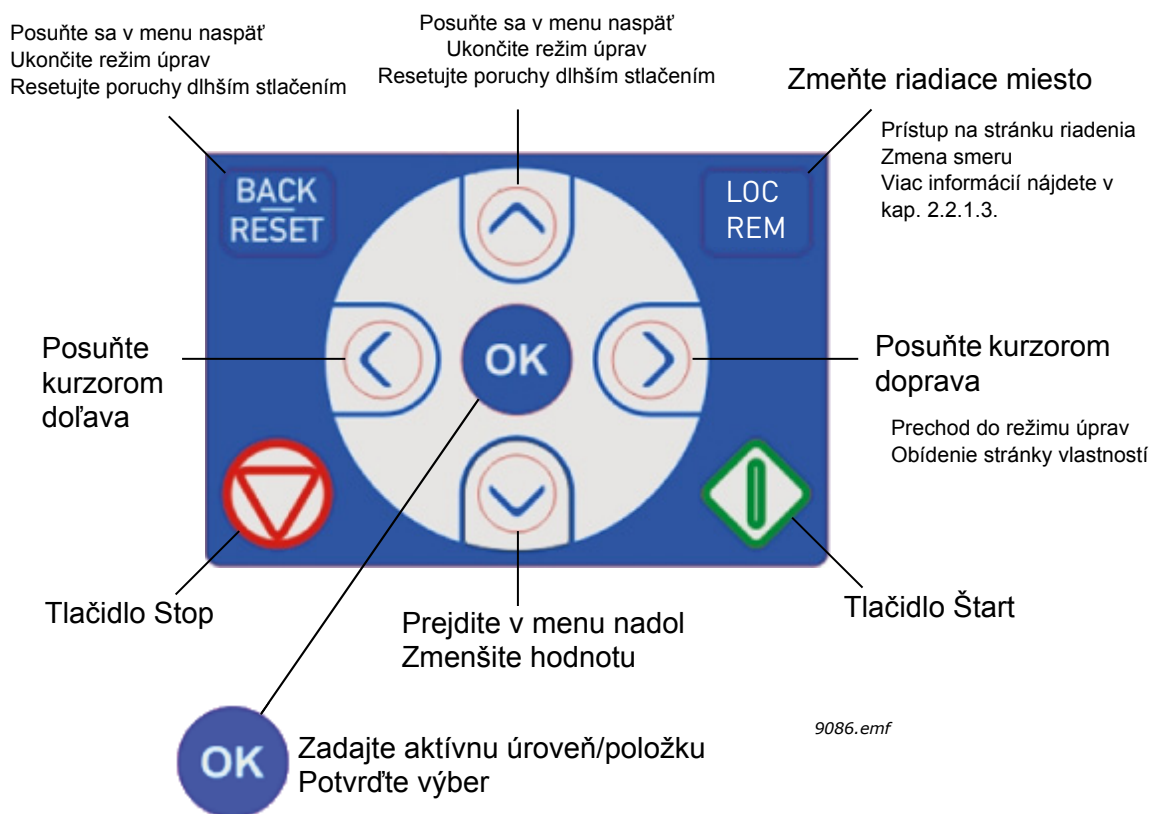 Posuňte sa v menu naspäť
Ukončite režim úprav
Resetujte poruchy dlhším stlačením
Posuňte sa v menu naspäť
Ukončite režim úprav
Resetujte poruchy dlhším stlačením
Zmeňte riadiace miesto
Prístup na stránku riadenia
Zmena smeru
Viac informácií nájdete v
kap. 2.2.1.3.
BACK
RESET
LOC
REM
Posuňte
kurzorom
doľava
OK
Posuňte kurzorom
doprava
Prechod do režimu úprav
Obídenie stránky vlastností
Tlačidlo Stop
Prejdite v menu nadol
Zmenšite hodnotu
Tlačidlo Štart
9086.emf
OK
Zadajte aktívnu úroveň/položku
Potvrďte výber